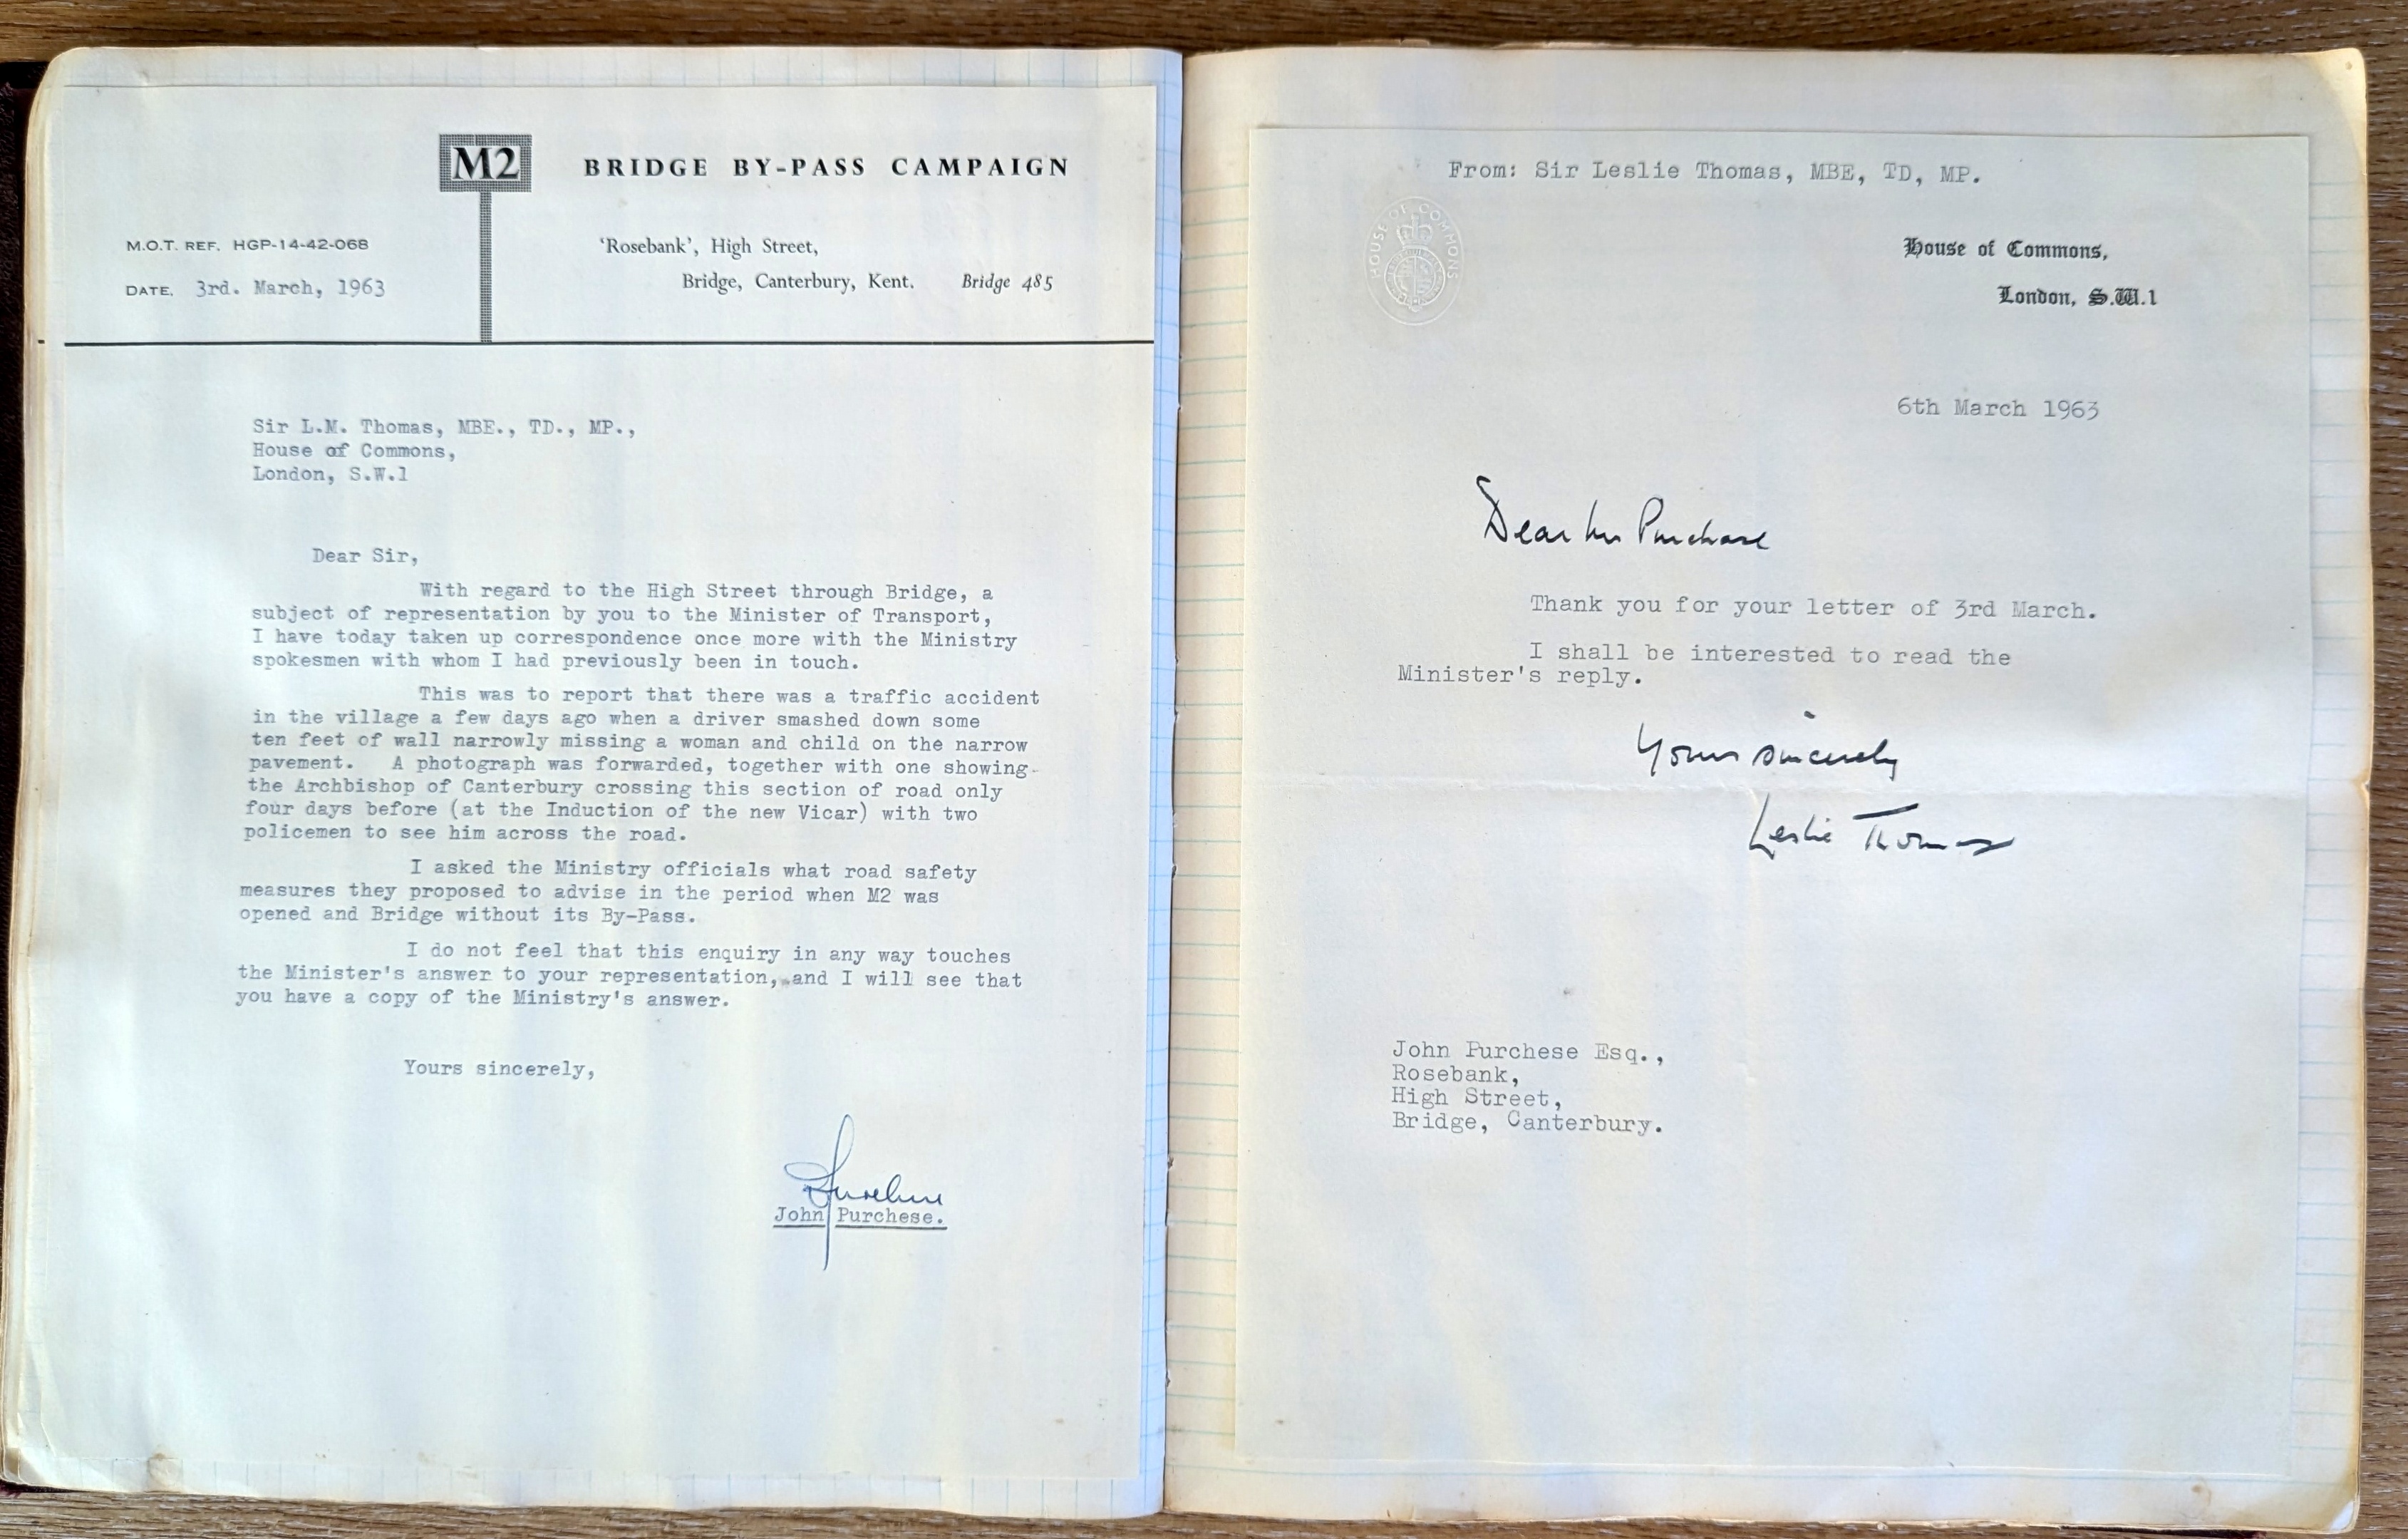 M2
BRIDGE BY-PASS CAMPAIGN
M.O.T. REF. HGP-14-42-068
DATE. 3rd. March, 1963
'Rosebank', High Street,
Bridge, Canterbury, Kent. Bridge 485
Sir L.M. Thomas, MBE., TD., MP.,
House of Commons,
London, S.W.1
Dear Sir,
With regard to the High Street through Bridge, a
subject of representation by you to the Minister of Transport,
I have today taken up correspondence once more with the Ministry
spokesmen with whom I had previously been in touch.
This was to report that there was a traffic accident
in the village a few days ago when a driver smashed down some
ten feet of wall narrowly missing a woman and child on the narrow
pavement. A photograph was forwarded, together with one showing
the Archbishop of Canterbury crossing this section of road only
four days before (at the Induction of the new Vicar) with two
policemen to see him across the road.
I asked the Ministry officials what road safety
measures they proposed to advise in the period when M2 was
opened and Bridge without its By-Pass.
I do not feel that this enquiry in any way touches
the Minister's answer to your representation, and I will see that
you have a copy of the Ministry's answer.
Yours sincerely,
John Purchese.
From: Sir Leslie Thomas, MBE, TD, MP.
HOUSE OF COMMONS
House of Commons,
London, S.W.1
6th March 1963
Dear Mr Purchase
Thank you for your letter of 3rd March.
I shall be interested to read the
Minister's reply.
Yours sincerely
Leslie Thomas
John Purchese Esq.,
Rosebank,
High Street,
Bridge, Canterbury.